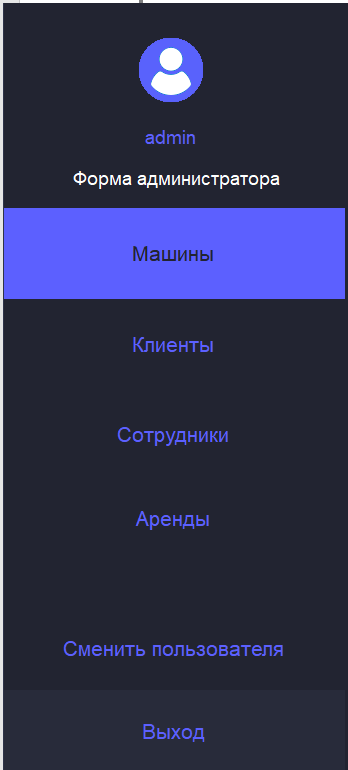 admin
Форма администратора
Машины
Клиенты
Сотрудники
Аренды
Сменить пользователя
Выход